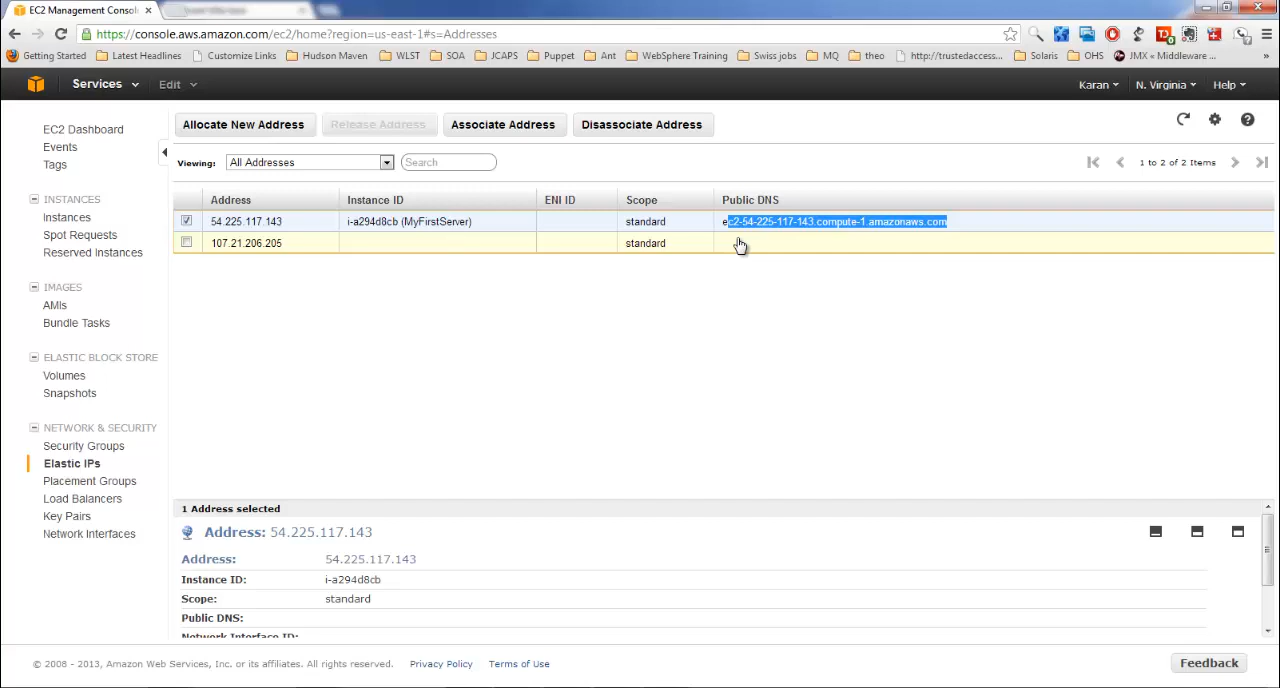 EC2 Management Consol
https://console.aws.amazon.com/ec2/home?region=us-east-1#s=Addresses
Getting Started Latest Headlines Customize Links Hudson Maven WLST SOA JCAPS Puppet Ant WebSphere Training Swiss jobs MQ theo http://trustedaccess... Solaris OHS JMX « Middleware ... »
Services Edit Karan N. Virginia Help
EC2 Dashboard
Events
Tags
INSTANCES
Instances
Spot Requests
Reserved Instances
IMAGES
AMIs
Bundle Tasks
ELASTIC BLOCK STORE
Volumes
Snapshots
NETWORK & SECURITY
Security Groups
Elastic IPs
Placement Groups
Load Balancers
Key Pairs
Network Interfaces
Allocate New Address Release Address Associate Address Disassociate Address
Viewing: All Addresses Search 1 to 2 of 2 Items
Address Instance ID ENI ID Scope Public DNS
54.225.117.143 i-a294d8cb (MyFirstServer) standard ec2-54-225-117-143.compute-1.amazonaws.com
107.21.206.205 standard
1 Address selected
Address: 54.225.117.143
Address: 54.225.117.143
Instance ID: i-a294d8cb
Scope: standard
Public DNS:
Network Interface ID:
© 2008 - 2013, Amazon Web Services, Inc. or its affiliates. All rights reserved. Privacy Policy Terms of Use Feedback